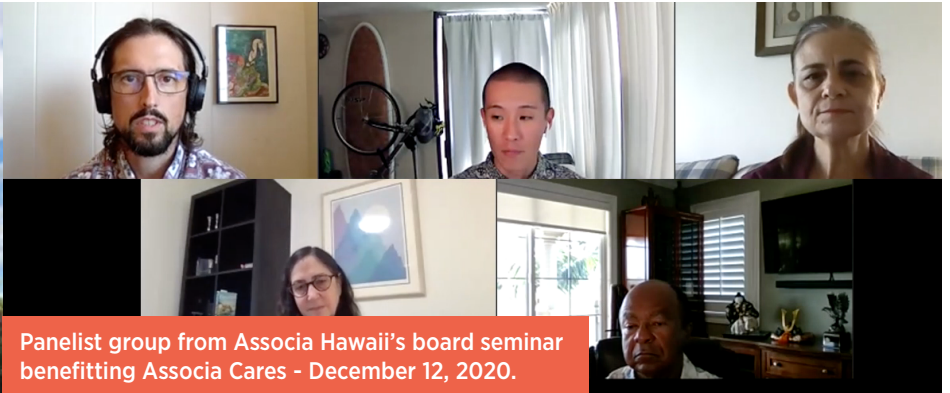 Panelist group from Associa Hawaii's board seminar
benefitting Associa Cares - December 12, 2020.